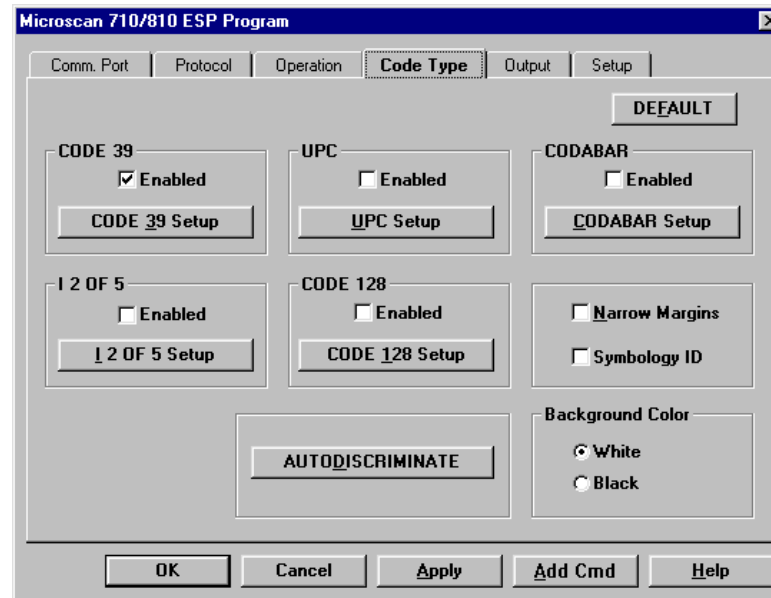 Microscan 710/810 ESP Program
Comm. Port Protocol Operation Code Type Output Setup
DEFAULT
CODE 39 UPC CODABAR
Enabled Enabled Enabled
CODE 39 Setup UPC Setup CODABAR Setup
I 2 OF 5 CODE 128
Enabled Enabled Narrow Margins
I 2 OF 5 Setup CODE 128 Setup Symbology ID
Background Color
AUTODISCRIMINATE White
Black
OK Cancel Apply Add Cmd Help